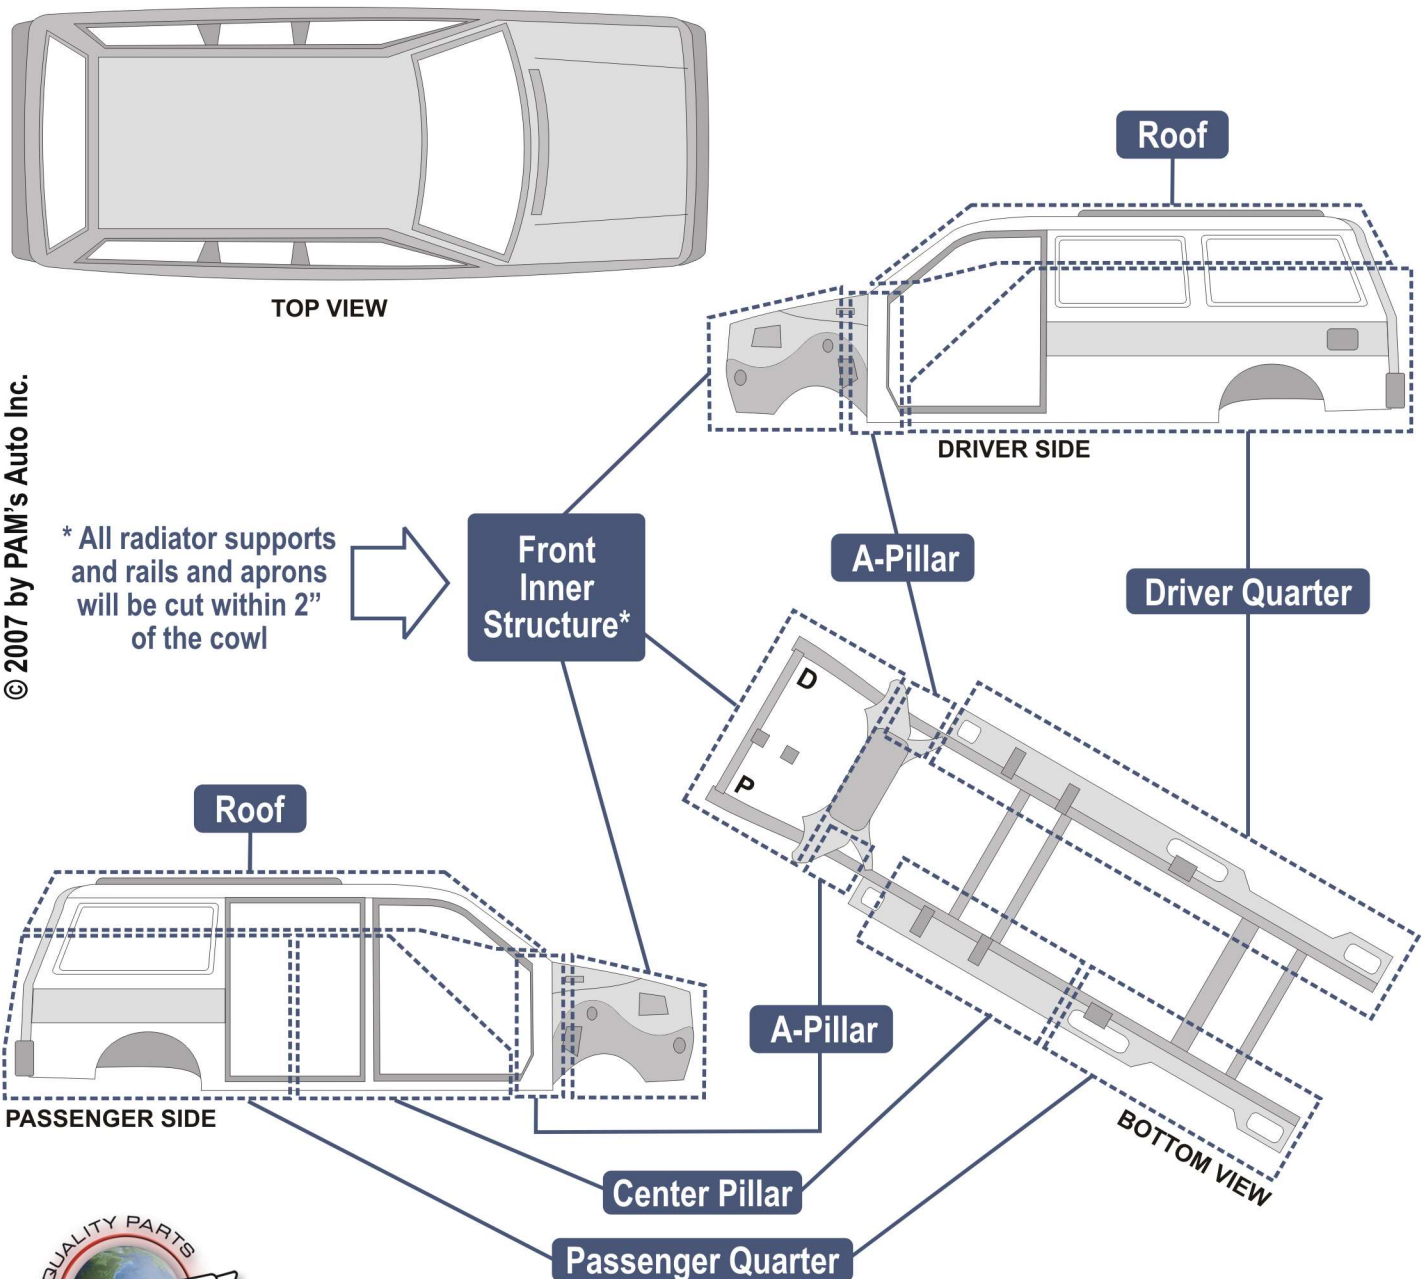 TOP VIEW
Roof
DRIVER SIDE
© 2007 by PAM's Auto Inc.
* All radiator supports
and rails and aprons
will be cut within 2”
of the cowl
Front
Inner
Structure*
A-Pillar
Driver Quarter
D
P
Roof
A-Pillar
PASSENGER SIDE
BOTTOM VIEW
Center Pillar
Passenger Quarter
QUALITY PARTS